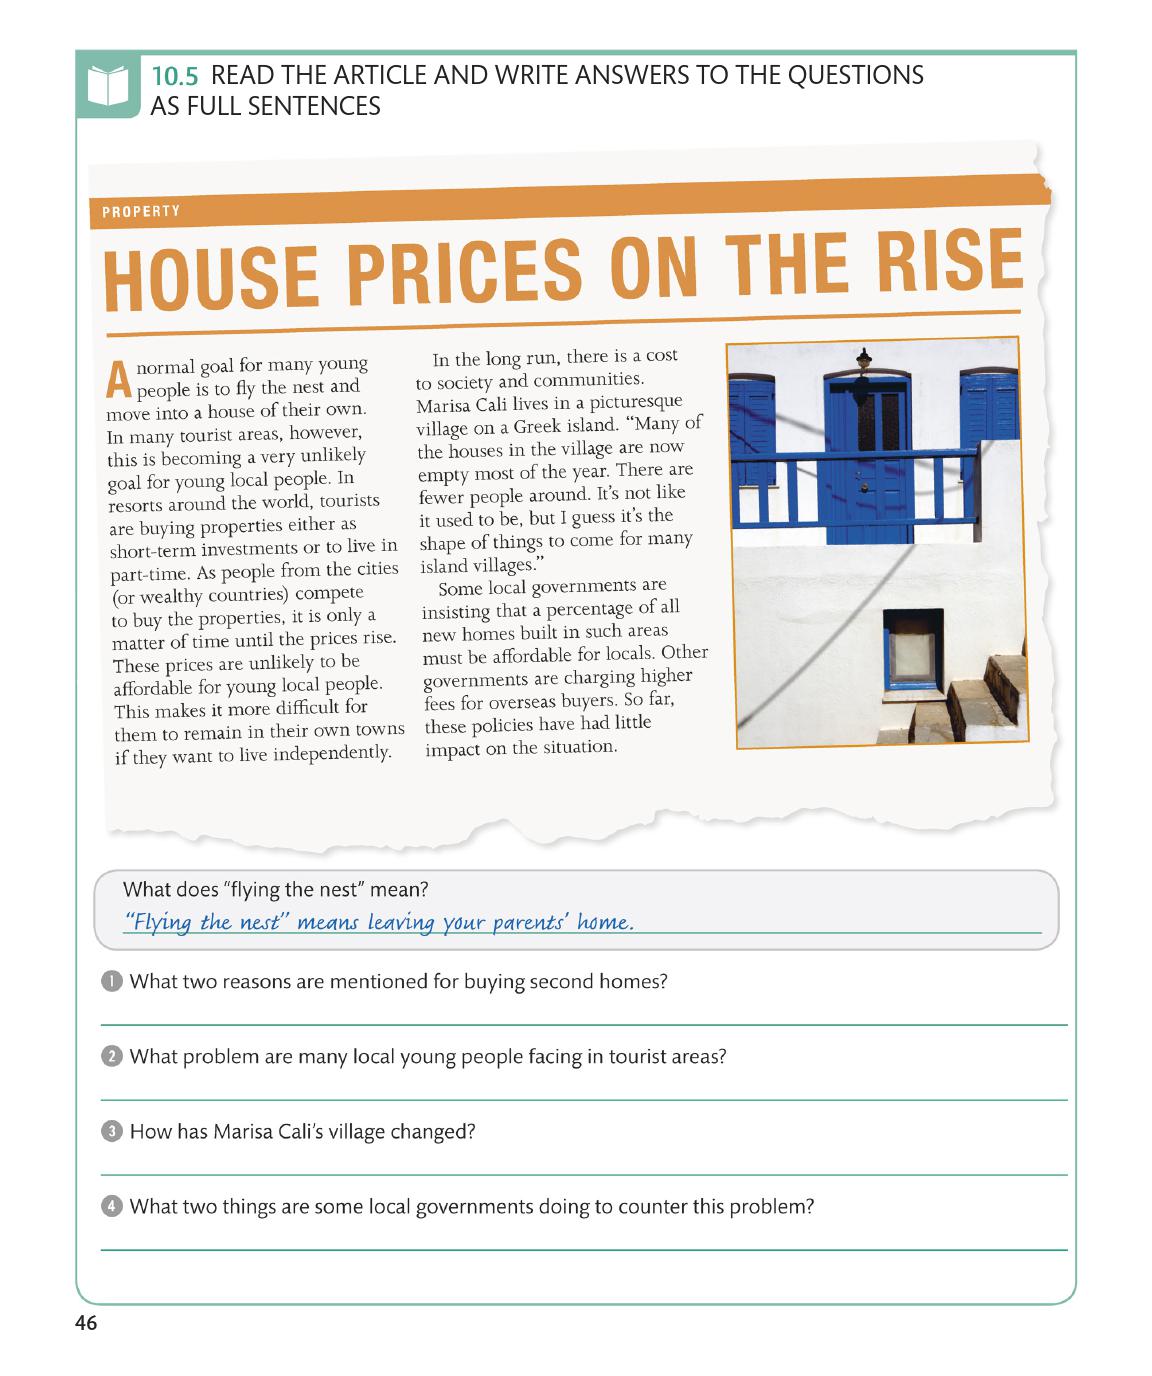 10.5 READ THE ARTICLE AND WRITE ANSWERS TO THE QUESTIONS
AS FULL SENTENCES
PROPERTY
HOUSE PRICES ON THE RISE
A normal goal for many young
people is to fly the nest and
move into a house of their own.
In many tourist areas, however,
this is becoming a very unlikely
goal for young local people. In
resorts around the world, tourists
are buying properties either as
short-term investments or to live in
part-time. As people from the cities
(or wealthy countries) compete
to buy the properties, it is only a
matter of time until the prices rise.
These prices are unlikely to be
affordable for young local people.
This makes it more difficult for
them to remain in their own towns
if they want to live independently.
In the long run, there is a cost
to society and communities.
Marisa Cali lives in a picturesque
village on a Greek island. “Many of
the houses in the village are now
empty most of the year. There are
fewer people around. It’s not like
it used to be, but I guess it’s the
shape of things to come for many
island villages.”
Some local governments are
insisting that a percentage of all
new homes built in such areas
must be affordable for locals. Other
governments are charging higher
fees for overseas buyers. So far,
these policies have had little
impact on the situation.
What does “flying the nest” mean?
“Flying the nest” means leaving your parents’ home.
1 What two reasons are mentioned for buying second homes?
2 What problem are many local young people facing in tourist areas?
3 How has Marisa Cali’s village changed?
4 What two things are some local governments doing to counter this problem?
46